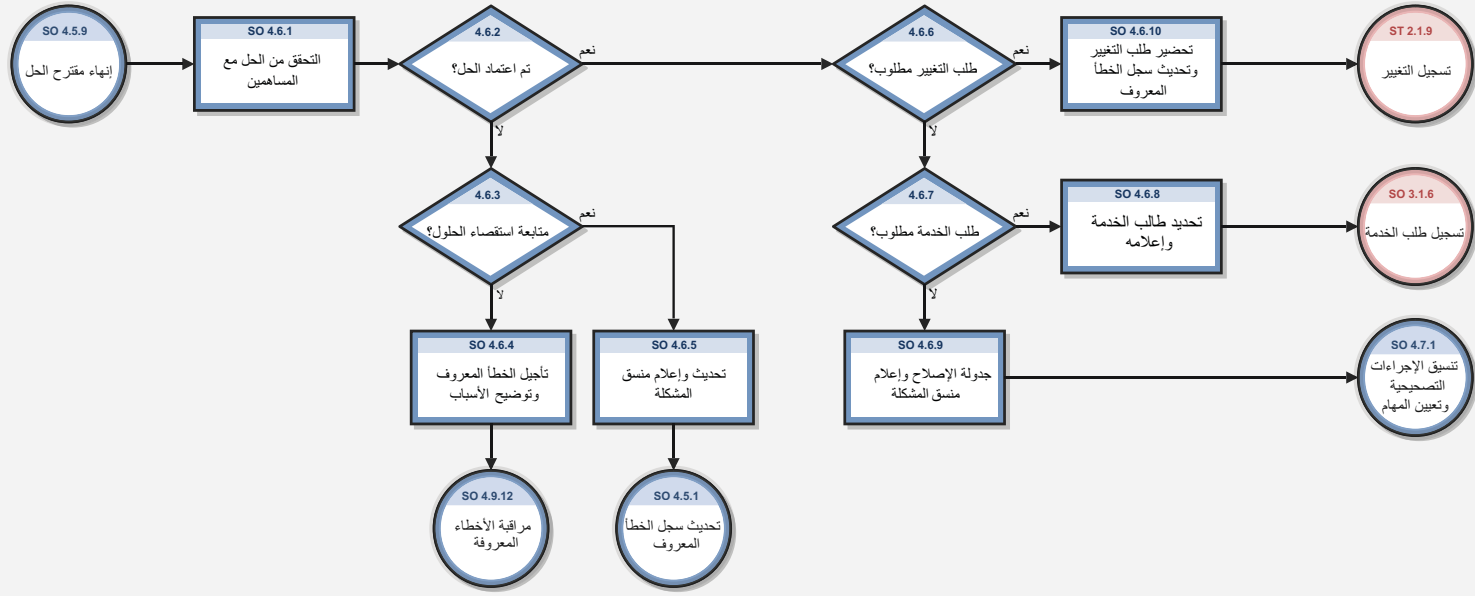 SO 4.5.9
إنهاء مقترح الحل
SO 4.6.1
التحقق من الحل مع
المساهمين
4.6.2
تم اعتماد الحل؟
نعم
لا
4.6.6
طلب التغيير مطلوب؟
نعم
لا
SO 4.6.10
تحضير طلب التغيير
وتحديث سجل الخطأ
المعروف
ST 2.1.9
تسجيل التغيير
4.6.3
متابعة استقصاء الحلول؟
نعم
لا
4.6.7
طلب الخدمة مطلوب؟
نعم
لا
SO 4.6.8
تحديد طالب الخدمة
وإعلامه
SO 3.1.6
تسجيل طلب الخدمة
SO 4.6.4
تأجيل الخطأ المعروف
وتوضيح الأسباب
SO 4.6.5
تحديث وإعلام منسق
المشكلة
SO 4.6.9
جدولة الإصلاح وإعلام
منسق المشكلة
SO 4.7.1
تنسيق الإجراءات
التصحيحية
وتعيين المهام
SO 4.9.12
مراقبة الأخطاء
المعروفة
SO 4.5.1
تحديث سجل الخطأ
المعروف